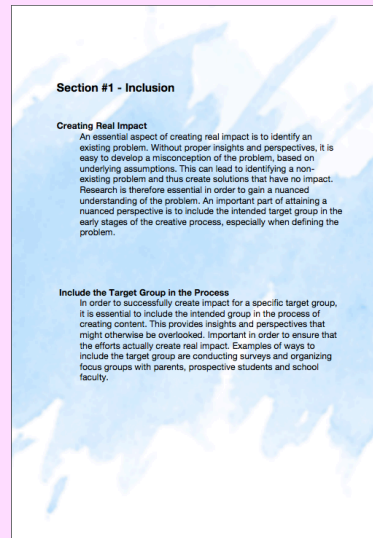 Section #1 - Inclusion
Creating Real Impact
An essential aspect of creating real impact is to identify an
existing problem. Without proper insights and perspectives, it is
easy to develop a misconception of the problem, based on
underlying assumptions. This can lead to identifying a non-
existing problem and thus create solutions that have no impact.
Research is therefore essential in order to gain a nuanced
understanding of the problem. An important part of attaining a
nuanced perspective is to include the intended target group in the
early stages of the creative process, especially when defining the
problem.
Include the Target Group in the Process
In order to successfully create impact for a specific target group,
it is essential to include the intended group in the process of
creating content. This provides insights and perspectives that
might otherwise be overlooked. Important in order to ensure that
the efforts actually create real impact. Examples of ways to
include the target group are conducting surveys and organizing
focus groups with parents, prospective students and school
faculty.